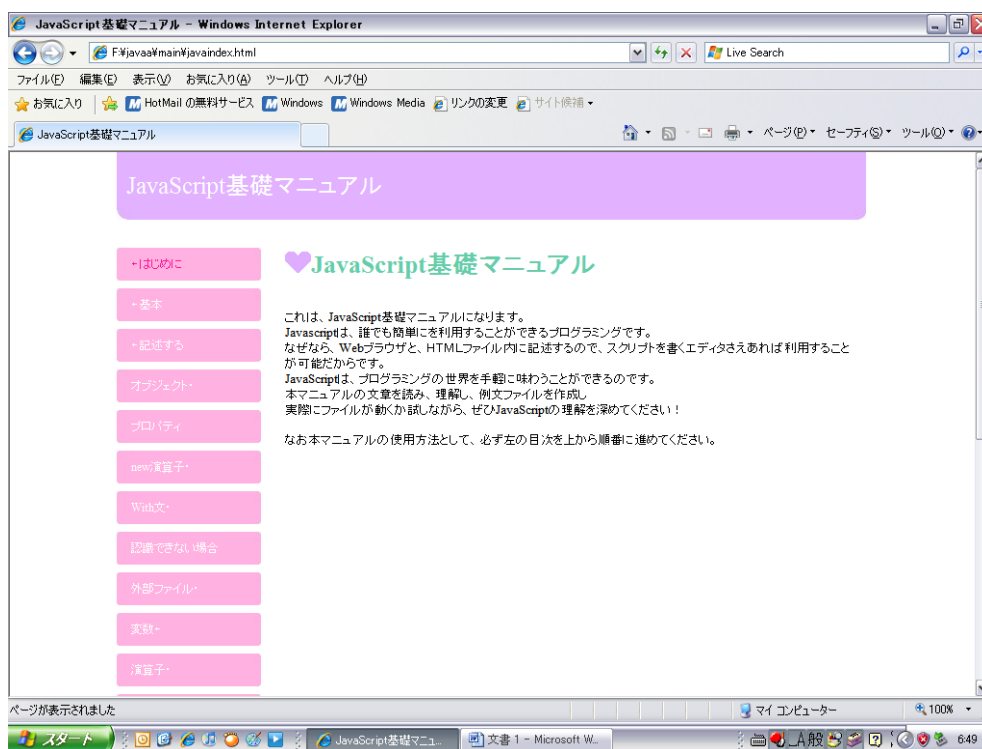 JavaScript基礎マニュアル - Windows Internet Explorer
F:¥javaa¥main¥javaindex.html
Live Search
ファイル(F) 編集(E) 表示(V) お気に入り(A) ツール(T) ヘルプ(H)
お気に入り HotMail の無料サービス Windows Windows Media リンクの変更 サイト候補
JavaScript基礎マニュアル
ページ(P) セーフティ(S) ツール(O)
JavaScript基礎マニュアル
・はじめに
・基本
・記述する
オブジェクト・
プロパティ
new演算子・
With文・
認識できない場合
外部ファイル・
変数・
演算子・
JavaScript基礎マニュアル
これは、JavaScript基礎マニュアルになります。
Javascriptは、誰でも簡単にを利用することができるプログラミングです。
なぜなら、Webブラウザと、HTMLファイル内に記述するので、スクリプトを書くエディタさえあれば利用すること
が可能だからです。
JavaScriptは、プログラミングの世界を手軽に味わうことができるのです。
本マニュアルの文章を読み、理解し、例文ファイルを作成し
実際にファイルが動くか試しながら、ぜひJavaScriptの理解を深めてください！
なお本マニュアルの使用方法として、必ず左の目次を上から順番に進めてください。
ページが表示されました
マイ コンピューター
100%
スタート
JavaScript基礎マニュ...
文書 1 - Microsoft W...
A 般
6:49